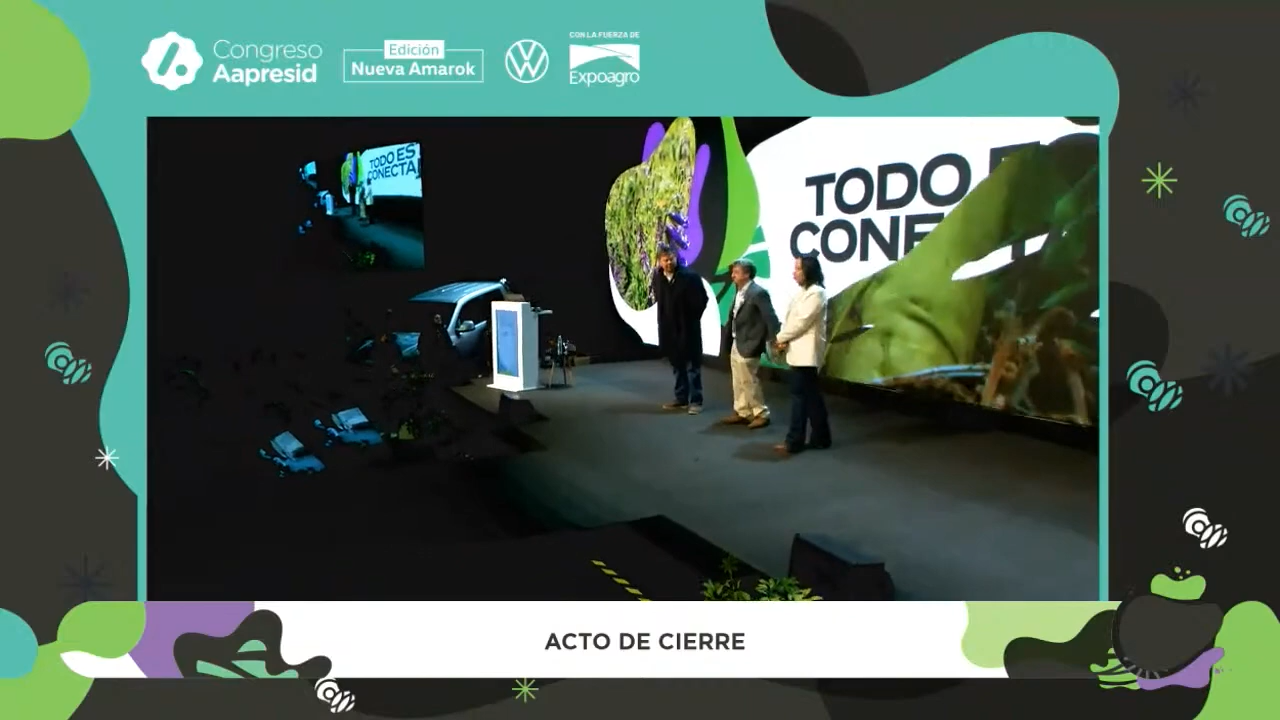 Congreso
Aapresid
Edición
Nueva Amarok
CON LA FUERZA DE
Expoagro
TODO ES
CONECTA
TODO
ACTO DE CIERRE